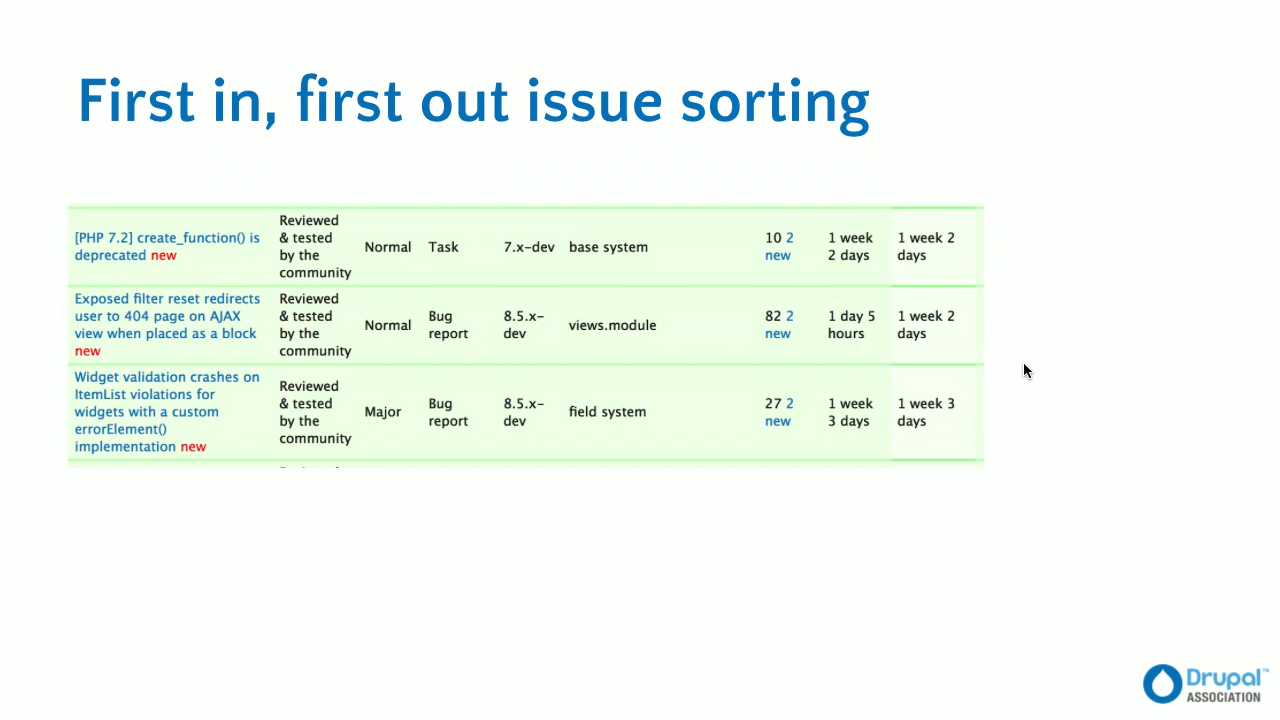 First in, first out issue sorting
[PHP 7.2] create_function() is
deprecated new
Reviewed
& tested
by the
community
Normal
Task
7.x-dev
base system
10 2
new
1 week
2 days
1 week 2
days
Exposed filter reset redirects
user to 404 page on AJAX
view when placed as a block
new
Reviewed
& tested
by the
community
Normal
Bug
report
8.5.x-
dev
views.module
82 2
new
1 day 5
hours
1 week 2
days
Widget validation crashes on
ItemList violations for
widgets with a custom
errorElement()
implementation new
Reviewed
& tested
by the
community
Major
Bug
report
8.5.x-
dev
field system
27 2
new
1 week
3 days
1 week 3
days
Drupal™
ASSOCIATION